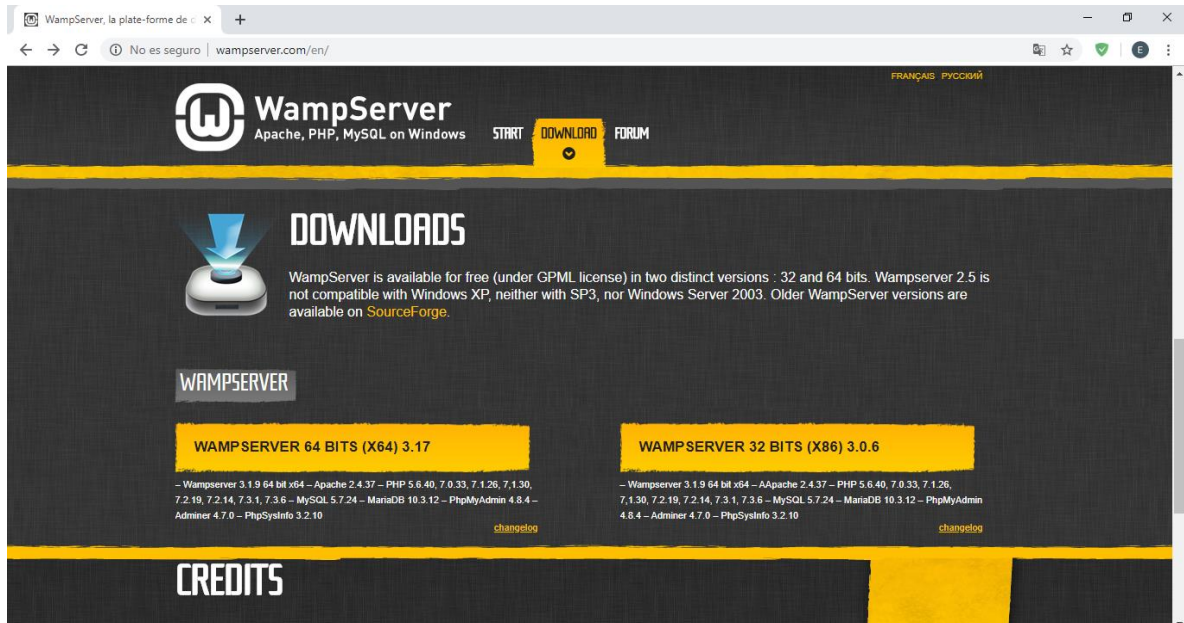 WampServer, la plate-forme de d
No es seguro | wampserver.com/en/
E
FRANÇAIS РУССКИЙ
WampServer
Apache, PHP, MySQL on Windows
START DOWNLOAD FORUM
DOWNLOADS
WampServer is available for free (under GPML license) in two distinct versions : 32 and 64 bits. Wampserver 2.5 is
not compatible with Windows XP, neither with SP3, nor Windows Server 2003. Older WampServer versions are
available on SourceForge.
WAMPSERVER
WAMPSERVER 64 BITS (X64) 3.17
– Wampserver 3.1.9 64 bit x64 – Apache 2.4.37 – PHP 5.6.40, 7.0.33, 7.1.26, 7,1.30,
7.2.19, 7.2.14, 7.3.1, 7.3.6 – MySQL 5.7.24 – MariaDB 10.3.12 – PhpMyAdmin 4.8.4 –
Adminer 4.7.0 – PhpSysInfo 3.2.10
changelog
WAMPSERVER 32 BITS (X86) 3.0.6
– Wampserver 3.1.9 64 bit x64 – AApache 2.4.37 – PHP 5.6.40, 7.0.33, 7.1.26,
7,1.30, 7.2.19, 7.2.14, 7.3.1, 7.3.6 – MySQL 5.7.24 – MariaDB 10.3.12 – PhpMyAdmin
4.8.4 – Adminer 4.7.0 – PhpSysInfo 3.2.10
changelog
CREDITS